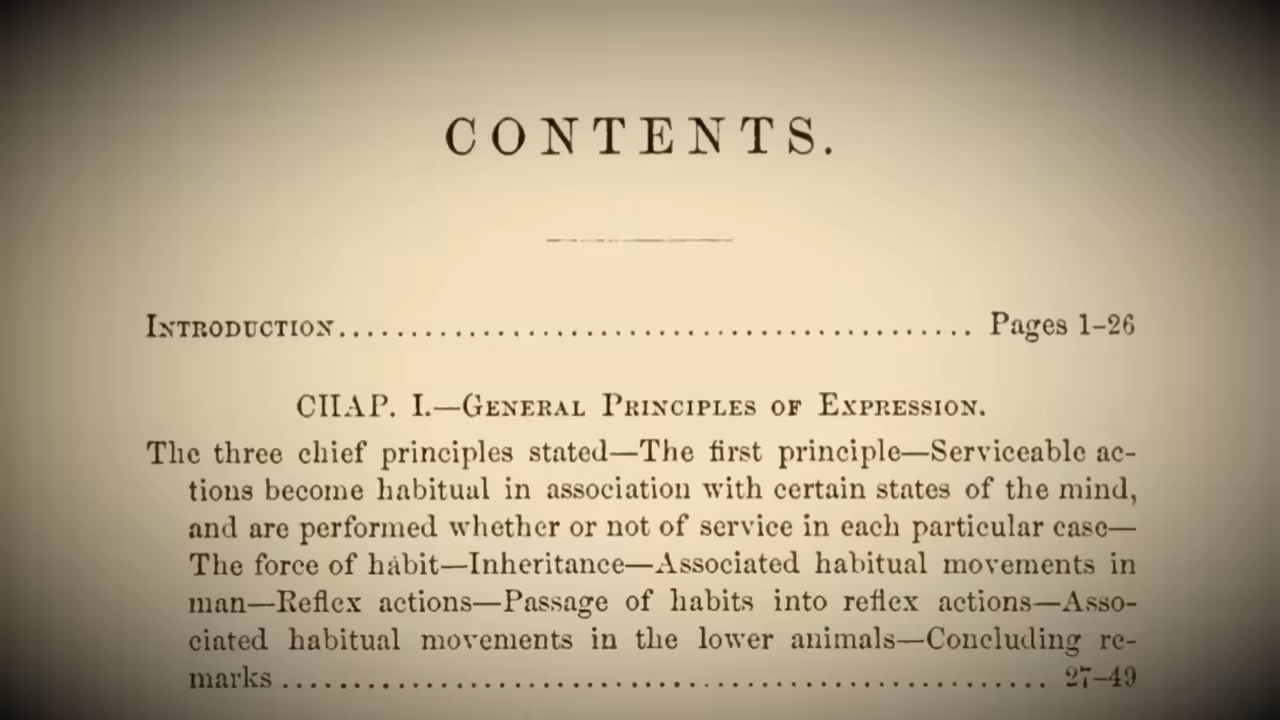 CONTENTS.
INTRODUCTION........................................ Pages 1–26
CHAP. I.—GENERAL PRINCIPLES OF EXPRESSION.
The three chief principles stated—The first principle—Serviceable ac-
tions become habitual in association with certain states of the mind,
and are performed whether or not of service in each particular case—
The force of habit—Inheritance—Associated habitual movements in
man—Reflex actions—Passage of habits into reflex actions—Asso-
ciated habitual movements in the lower animals—Concluding re-
marks ............................................ 27–49